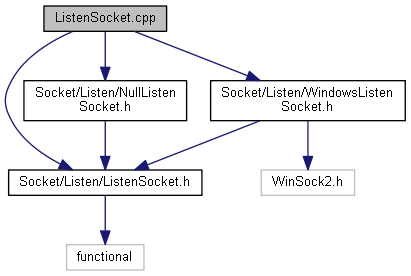 ListenSocket.cpp
Socket/Listen/NullListen
Socket.h
Socket/Listen/WindowsListen
Socket.h
Socket/Listen/ListenSocket.h
WinSock2.h
functional